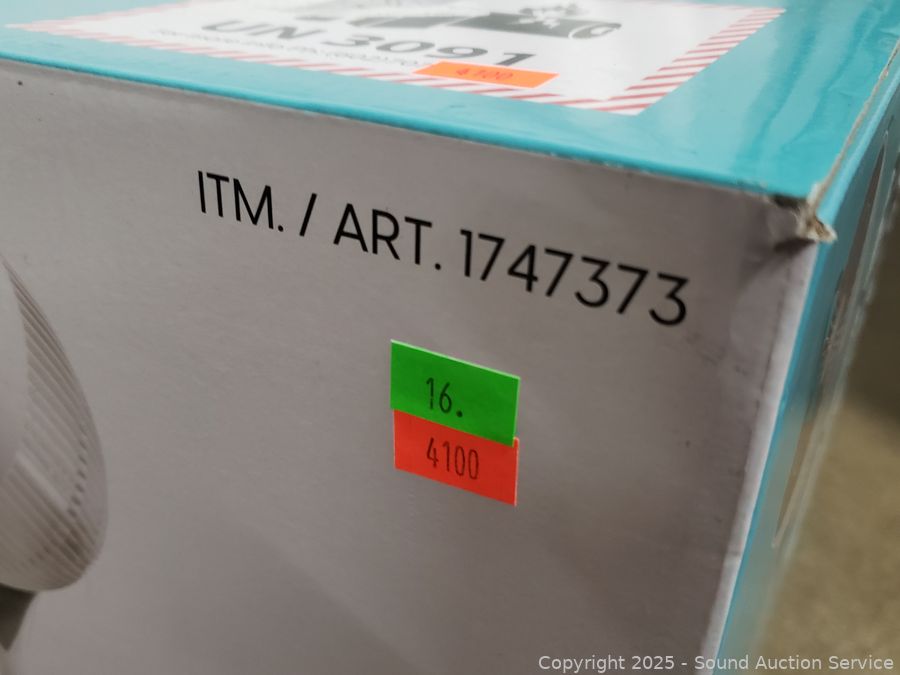 UN 3091
4100
ITM. / ART. 1747373
16.
4100
Copyright 2025 - Sound Auction Service